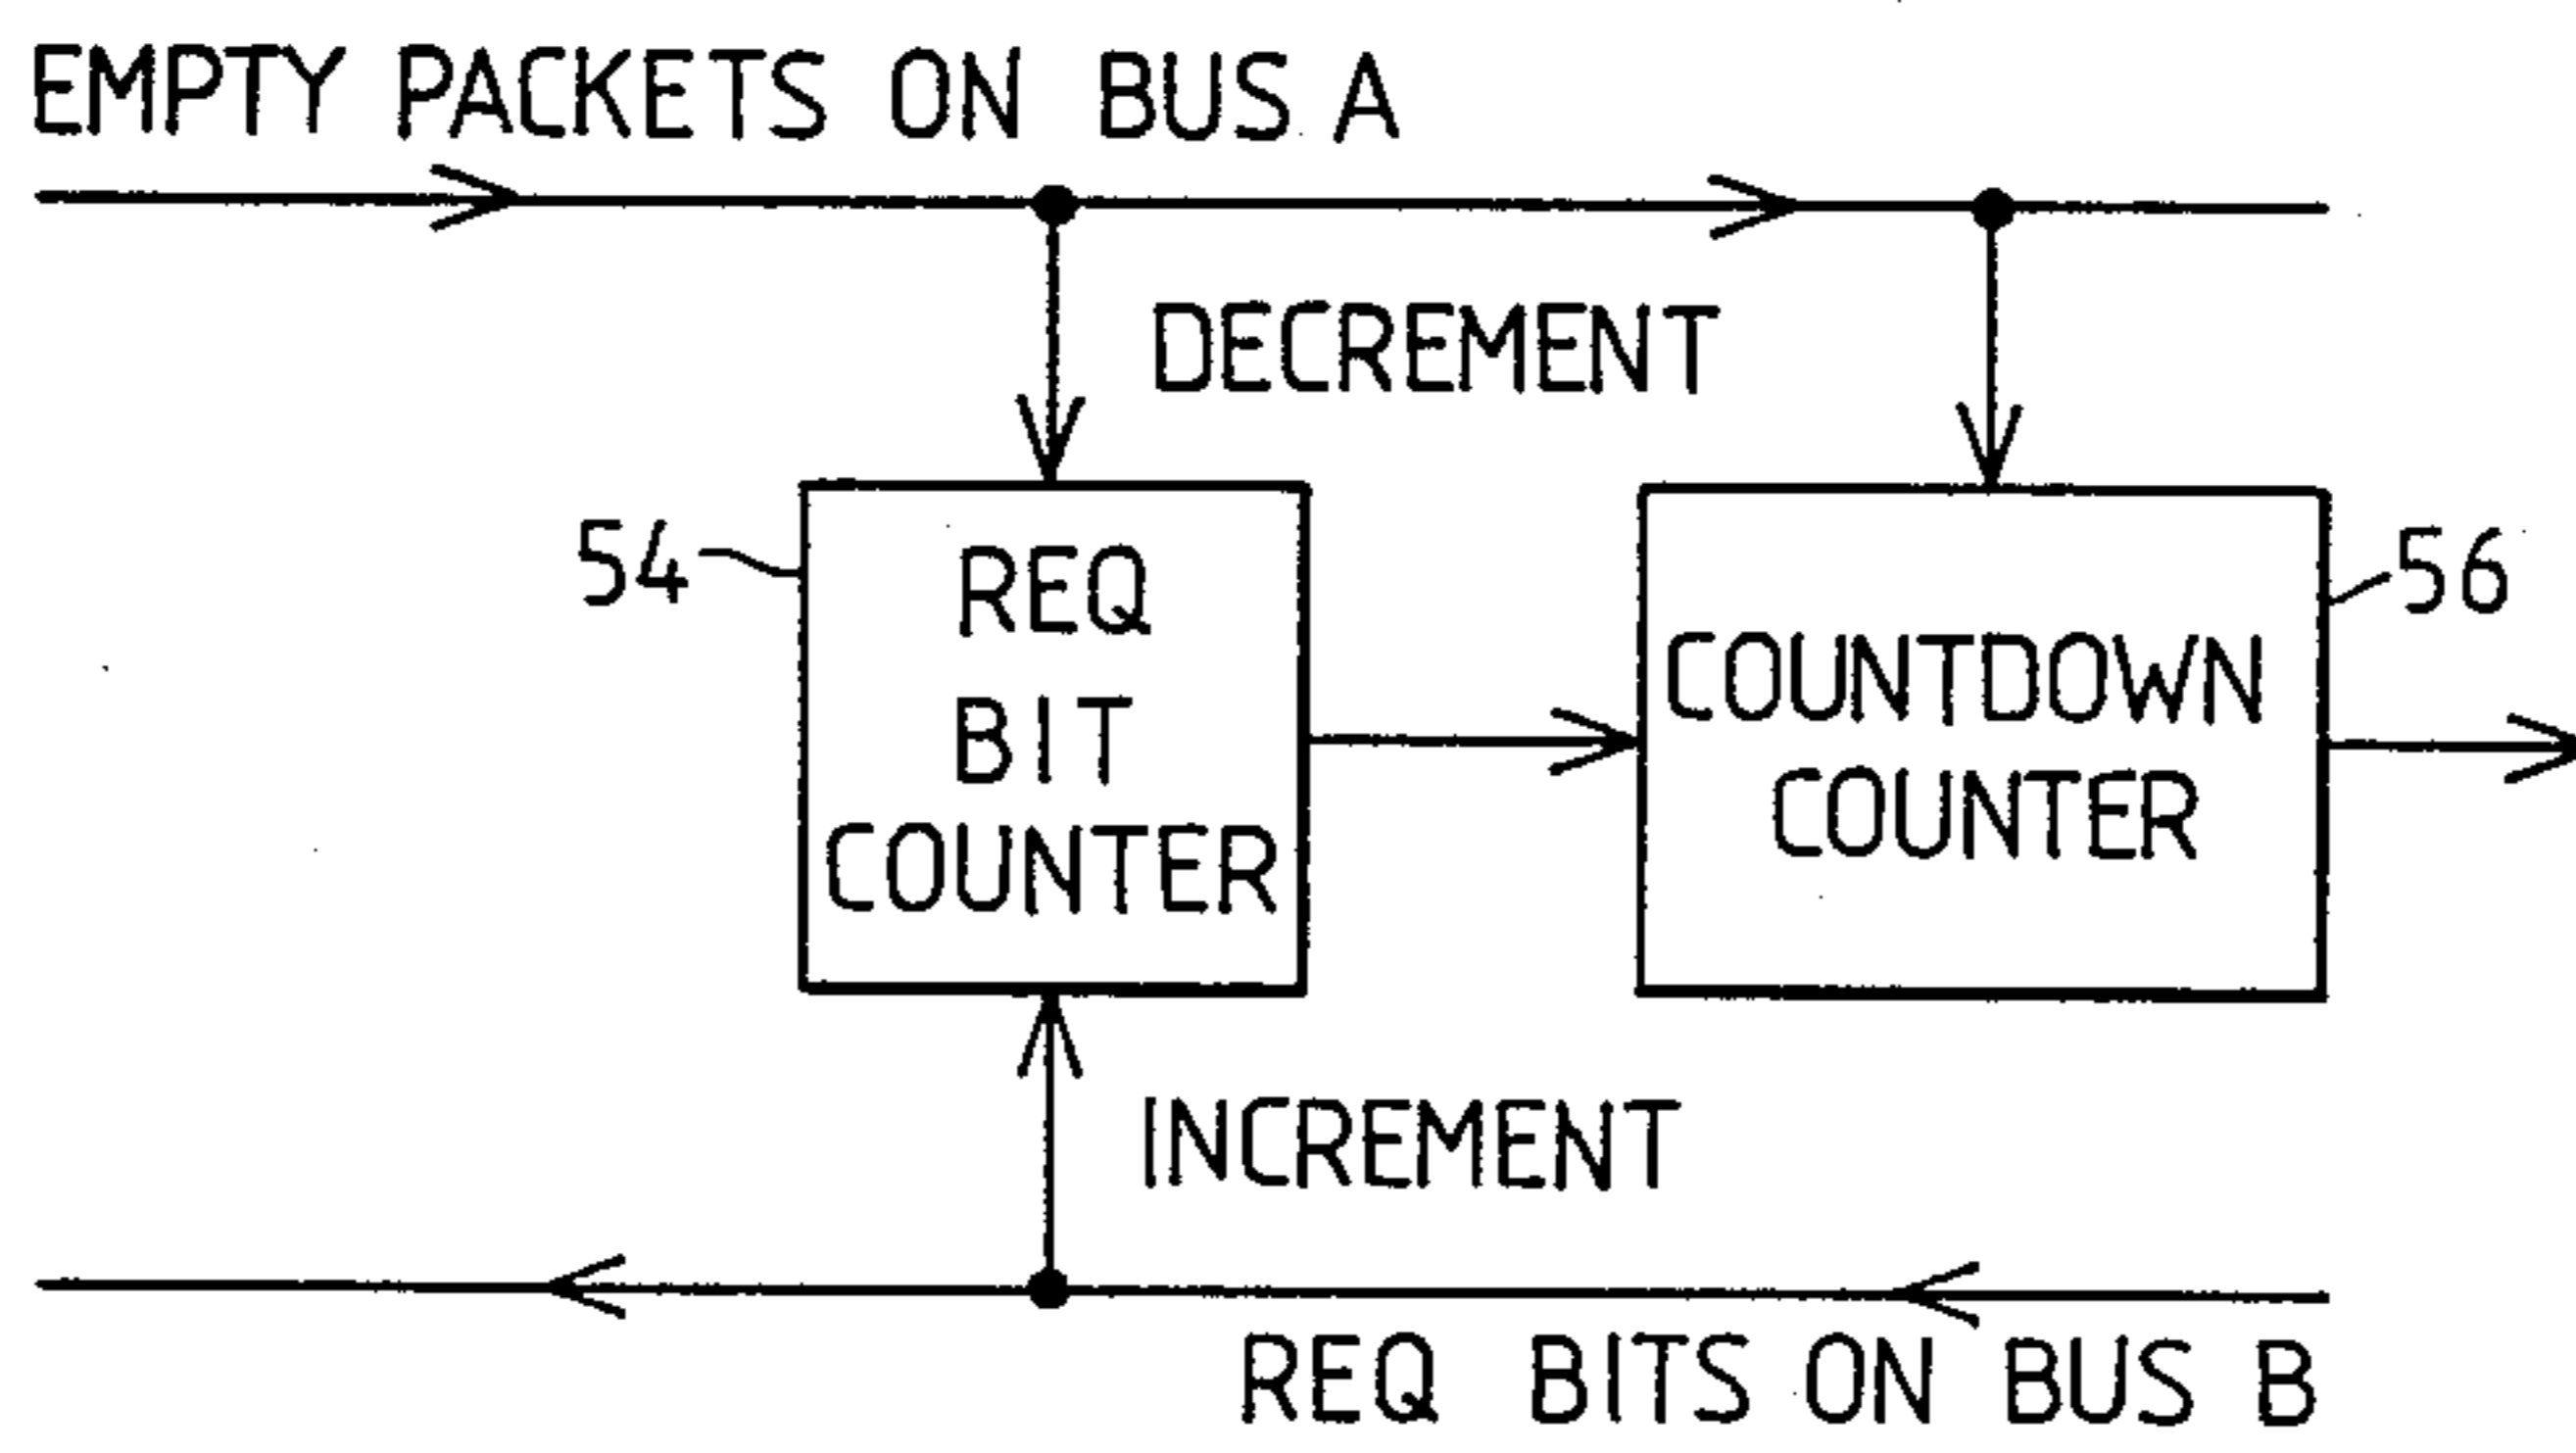 EMPTY PACKETS ON BUS A
DECREMENT
54
REQ
BIT
COUNTER
COUNTDOWN
COUNTER
56
INCREMENT
REQ BITS ON BUS B